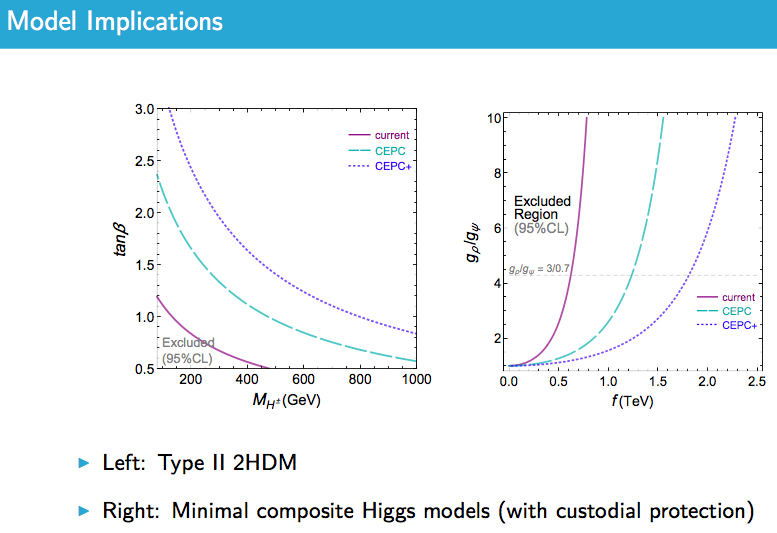 Model Implications
3.0
2.5
2.0
1.5
1.0
0.5
tanβ
current
CEPC
CEPC+
Excluded
(95%CL)
200
400
600
800
1000
M_H±(GeV)
10
8
6
4
2
g_ρ/g_ψ
Excluded
Region
(95%CL)
g_ρ/g_ψ = 3/0.7
current
CEPC
CEPC+
0.0
0.5
1.0
1.5
2.0
2.5
f(TeV)
► Left: Type II 2HDM
► Right: Minimal composite Higgs models (with custodial protection)